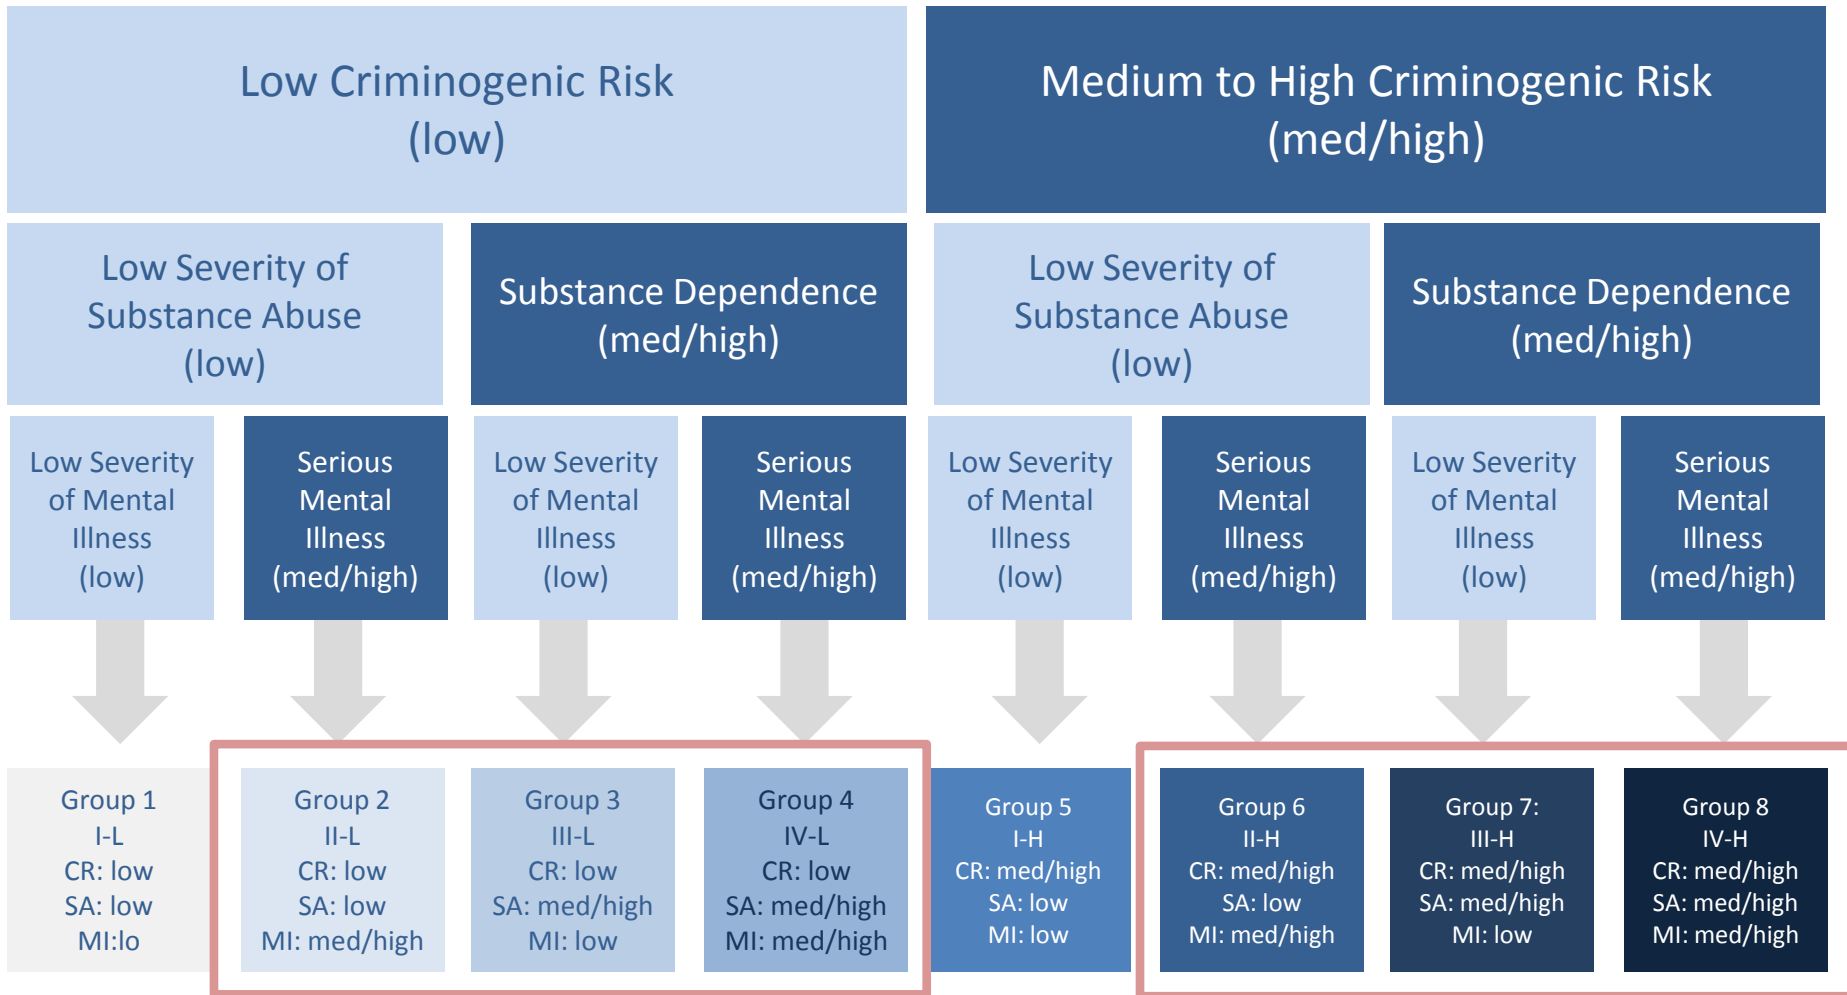 Low Criminogenic Risk
(low)
Medium to High Criminogenic Risk
(med/high)
Low Severity of
Substance Abuse
(low)
Substance Dependence
(med/high)
Low Severity of
Substance Abuse
(low)
Substance Dependence
(med/high)
Low Severity
of Mental
Illness
(low)
Serious
Mental
Illness
(med/high)
Low Severity
of Mental
Illness
(low)
Serious
Mental
Illness
(med/high)
Low Severity
of Mental
Illness
(low)
Serious
Mental
Illness
(med/high)
Low Severity
of Mental
Illness
(low)
Serious
Mental
Illness
(med/high)
Group 1
I-L
CR: low
SA: low
MI:lo
Group 2
II-L
CR: low
SA: low
MI: med/high
Group 3
III-L
CR: low
SA: med/high
MI: low
Group 4
IV-L
CR: low
SA: med/high
MI: med/high
Group 5
I-H
CR: med/high
SA: low
MI: low
Group 6
II-H
CR: med/high
SA: low
MI: med/high
Group 7:
III-H
CR: med/high
SA: med/high
MI: low
Group 8
IV-H
CR: med/high
SA: med/high
MI: med/high